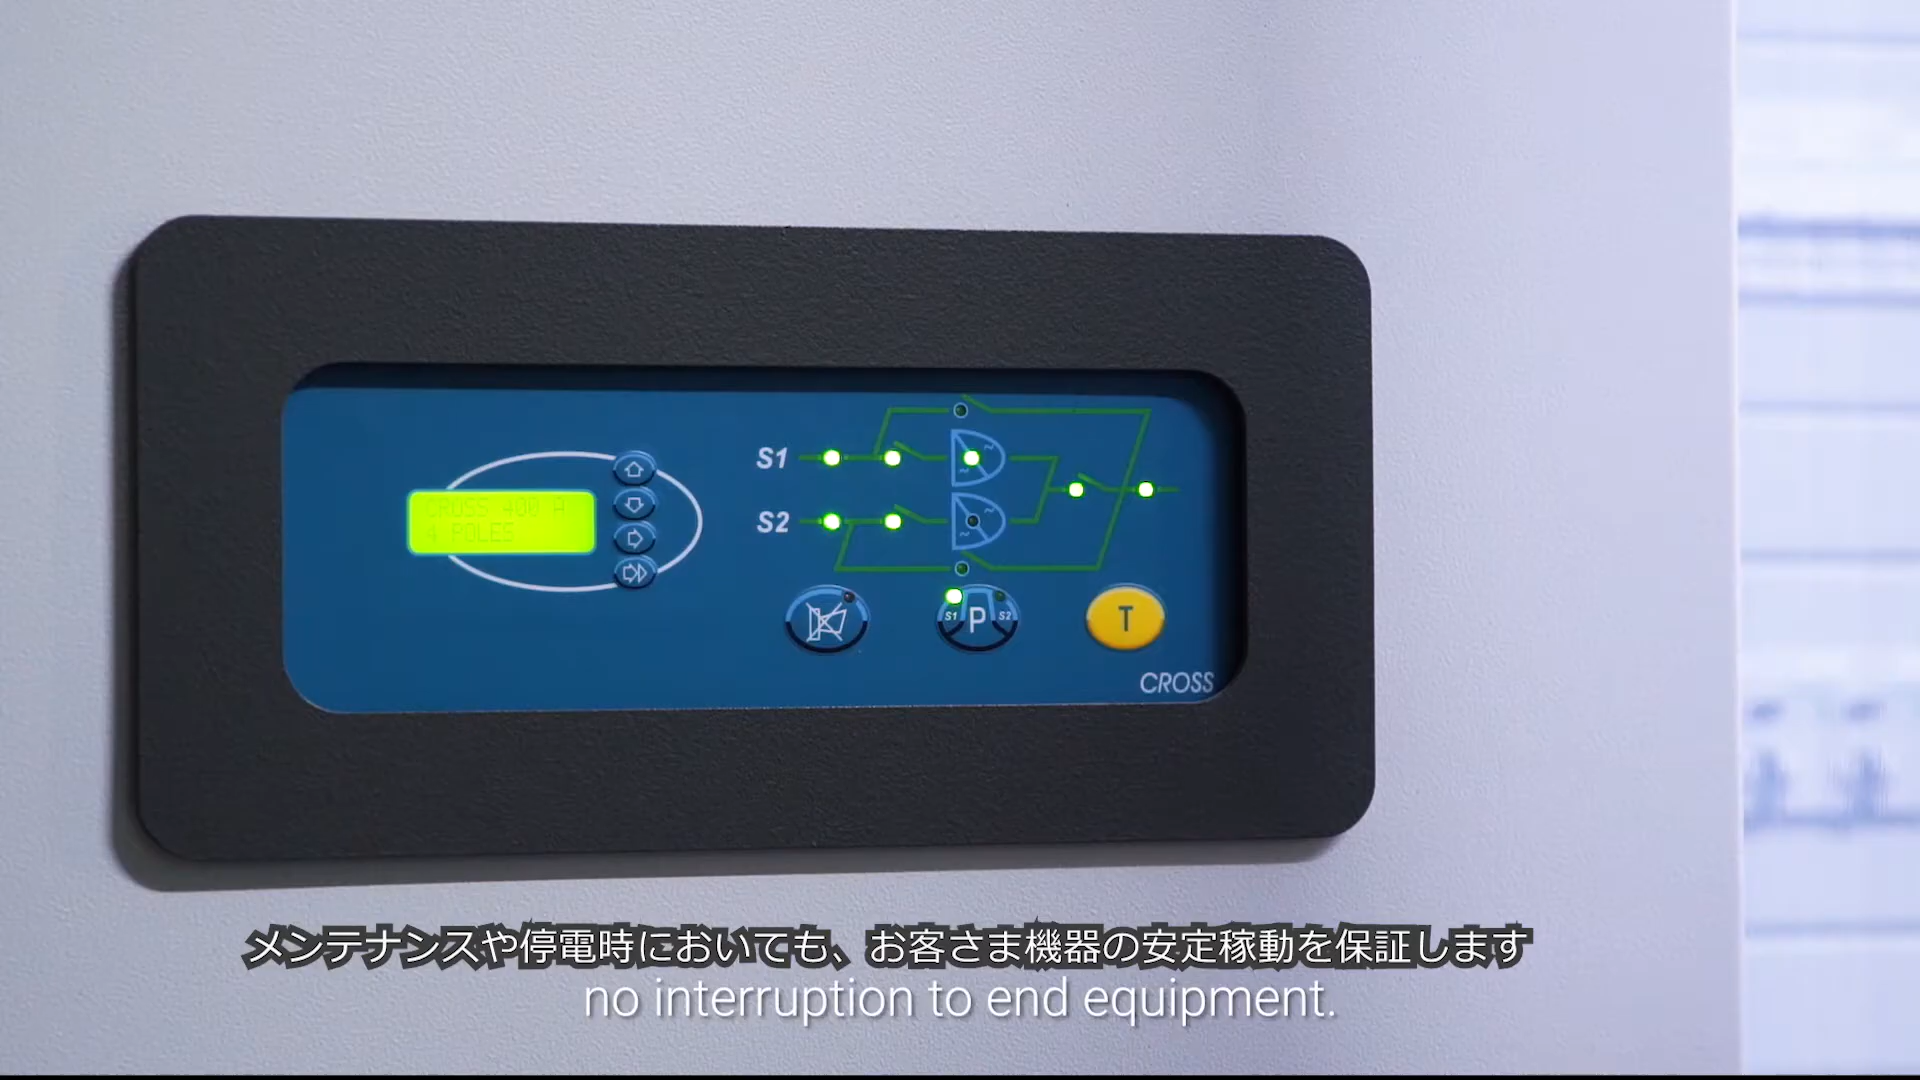 CROSS 400 A
4 POLES
S1
S2
S1 P S2
T
CROSS
メンテナンスや停電時においても、お客さま機器の安定稼動を保証します
no interruption to end equipment.